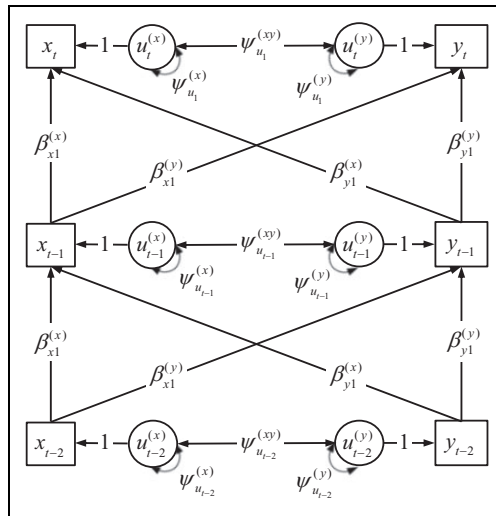 x_t 1 u_t^{(x)} ψ_{u_1}^{(xy)} u_t^{(y)} 1 y_t
ψ_{u_1}^{(x)} ψ_{u_1}^{(y)}
β_{x1}^{(x)} β_{x1}^{(y)} β_{y1}^{(x)} β_{y1}^{(y)}
x_{t-1} 1 u_{t-1}^{(x)} ψ_{u_{t-1}}^{(xy)} u_{t-1}^{(y)} 1 y_{t-1}
ψ_{u_{t-1}}^{(x)} ψ_{u_{t-1}}^{(y)}
β_{x1}^{(x)} β_{x1}^{(y)} β_{y1}^{(x)} β_{y1}^{(y)}
x_{t-2} 1 u_{t-2}^{(x)} ψ_{u_{t-2}}^{(xy)} u_{t-2}^{(y)} 1 y_{t-2}
ψ_{u_{t-2}}^{(x)} ψ_{u_{t-2}}^{(y)}